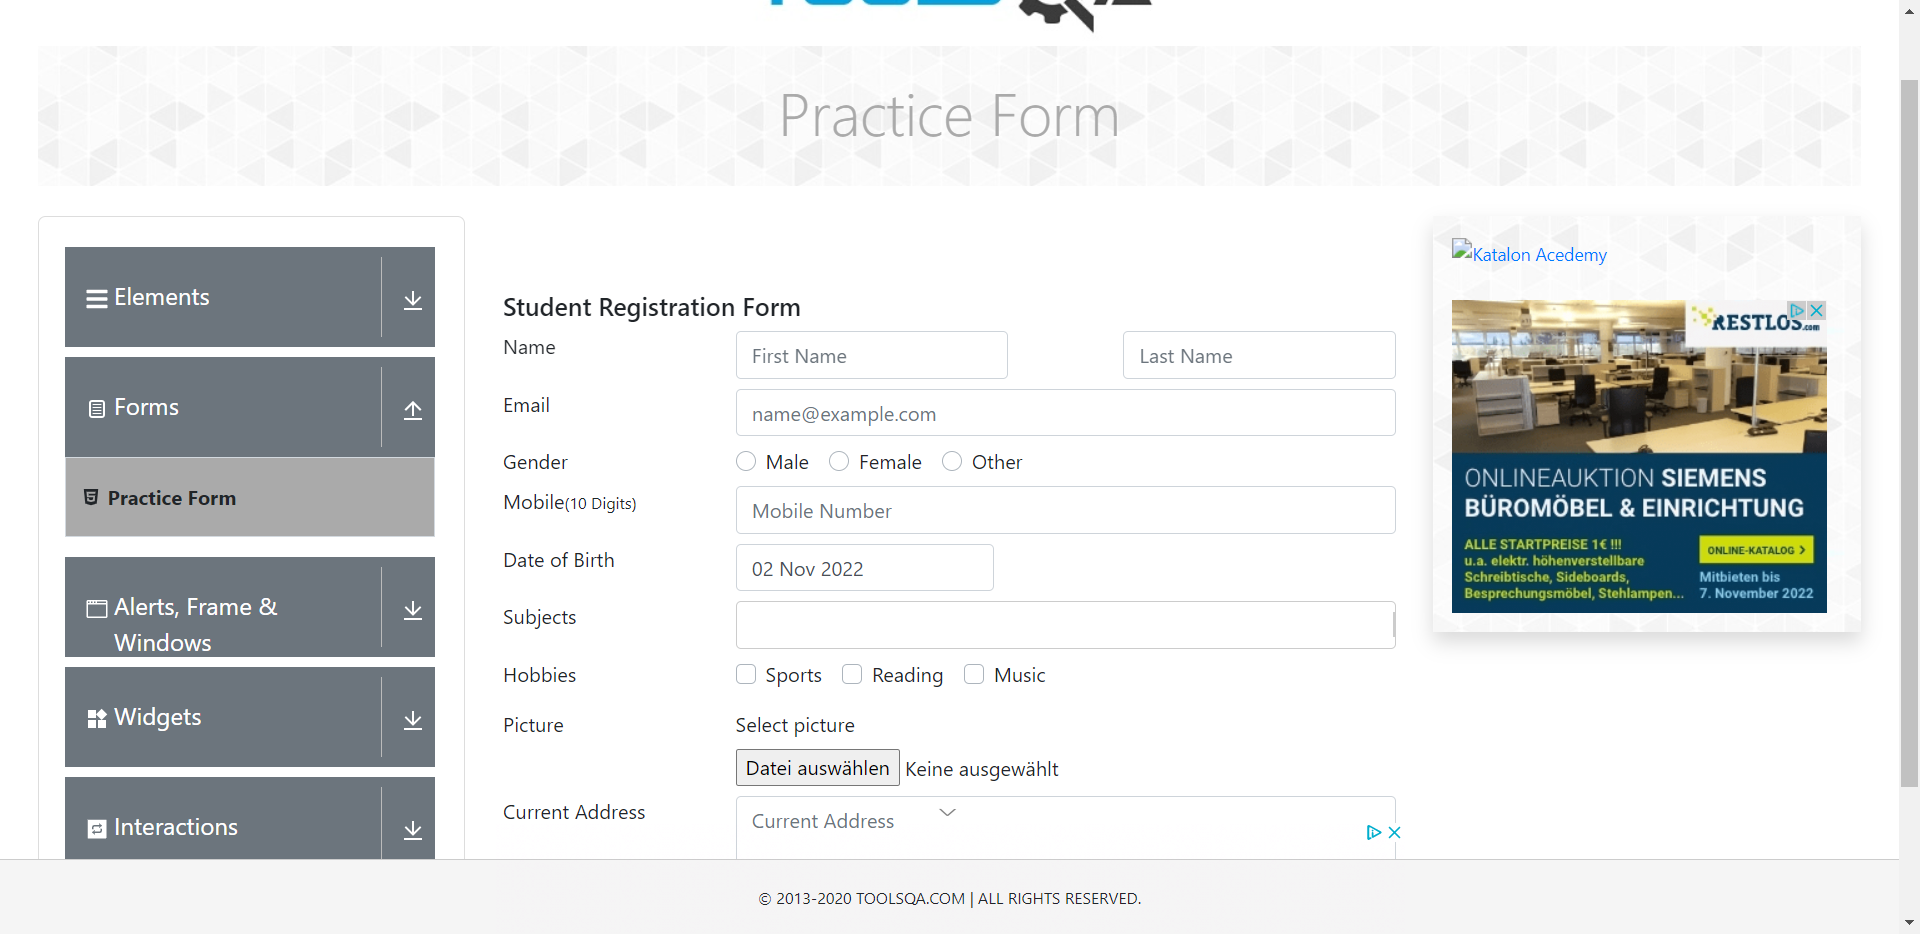 Practice Form
Elements
Forms
Practice Form
Alerts, Frame &
Windows
Widgets
Interactions
Student Registration Form
Name
First Name
Last Name
Email
name@example.com
Gender
Male
Female
Other
Mobile(10 Digits)
Mobile Number
Date of Birth
02 Nov 2022
Subjects
Hobbies
Sports
Reading
Music
Picture
Select picture
Datei auswählen
Keine ausgewählt
Current Address
Current Address
Katalon Acedemy
RESTLOS.com
ONLINEAUKTION SIEMENS
BÜROMÖBEL & EINRICHTUNG
ALLE STARTPREISE 1€ !!!
u.a. elektr. höhenverstellbare
Schreibtische, Sideboards,
Besprechungsmöbel, Stehlampen...
ONLINE-KATALOG
Mitbieten bis
7. November 2022
© 2013-2020 TOOLSQA.COM | ALL RIGHTS RESERVED.